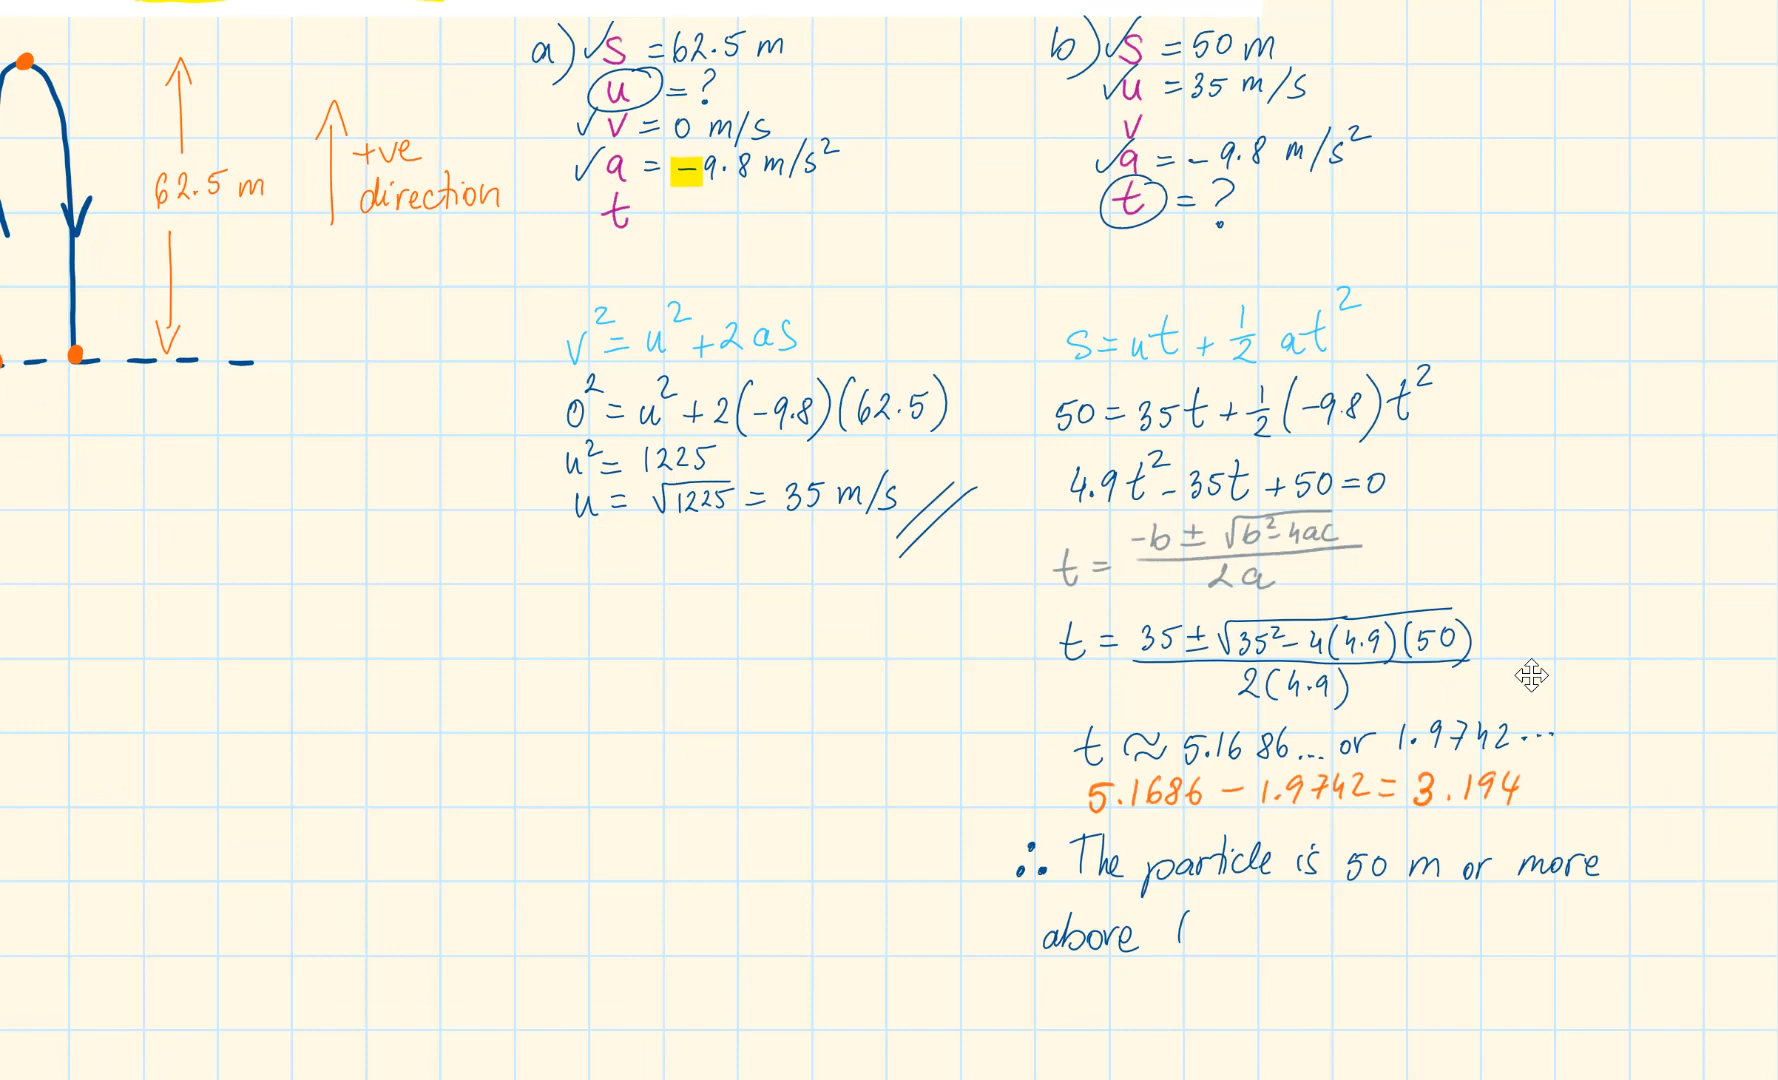 62.5 m
+ve
direction
a) ✓s = 62.5 m
u = ?
✓ v = 0 m/s
✓ a = -9.8 m/s²
t
v² = u² + 2as
0² = u² + 2(-9.8)(62.5)
u² = 1225
u = √1225 = 35 m/s
b) ✓s = 50 m
✓u = 35 m/s
v
✓a = -9.8 m/s²
t = ?
s = ut + 1/2 at²
50 = 35t + 1/2 (-9.8)t²
4.9t² - 35t + 50 = 0
t = (-b ± √(b² - 4ac)) / 2a
t = (35 ± √(35² - 4(4.9)(50))) / 2(4.9)
t ≈ 5.1686... or 1.9742...
5.1686 - 1.9742 = 3.194
∴ The particle is 50 m or more
above (